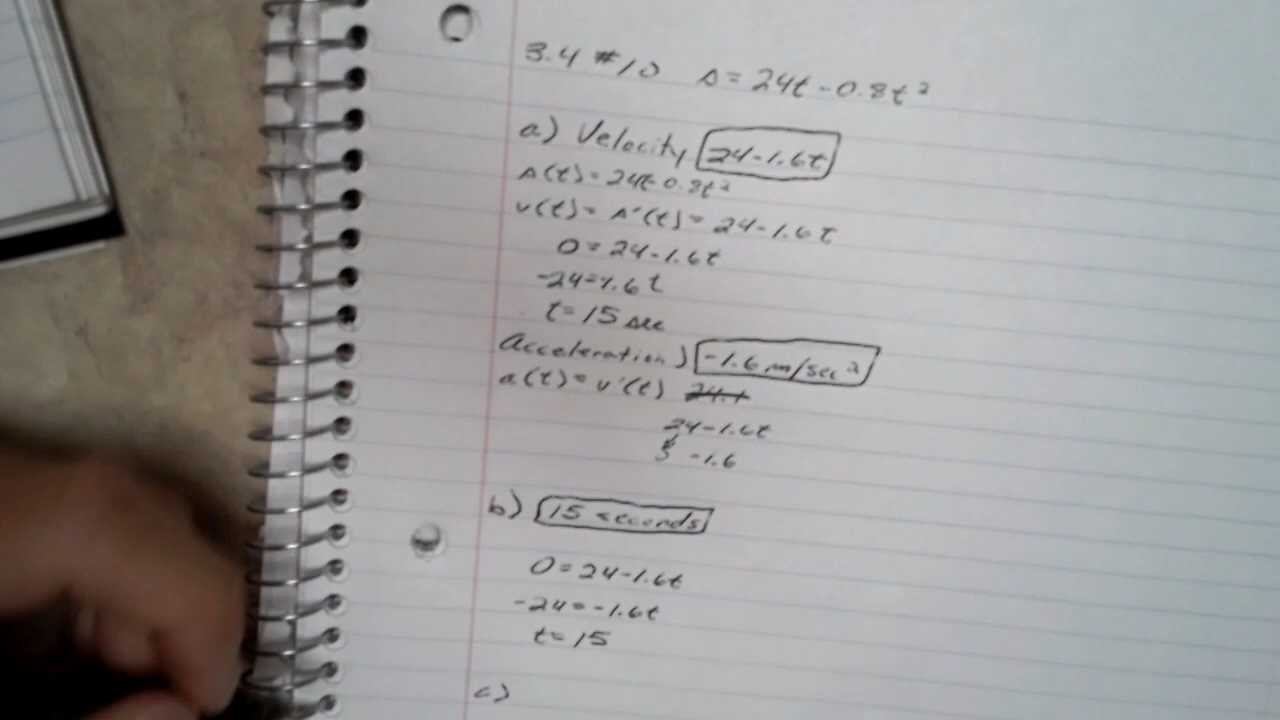 3.4 #10 s = 24t - 0.8t²
a) Velocity 24-1.6t
s(t) = 24t-0.8t²
v(t) = s'(t) = 24-1.6t
0 = 24-1.6t
-24=1.6t
t = 15 sec
Acceleration) -1.6 m/sec²
a(t) = v'(t)
24-1.6t
-1.6
b) 15 seconds
0 = 24-1.6t
-24 = -1.6t
t = 15
c)